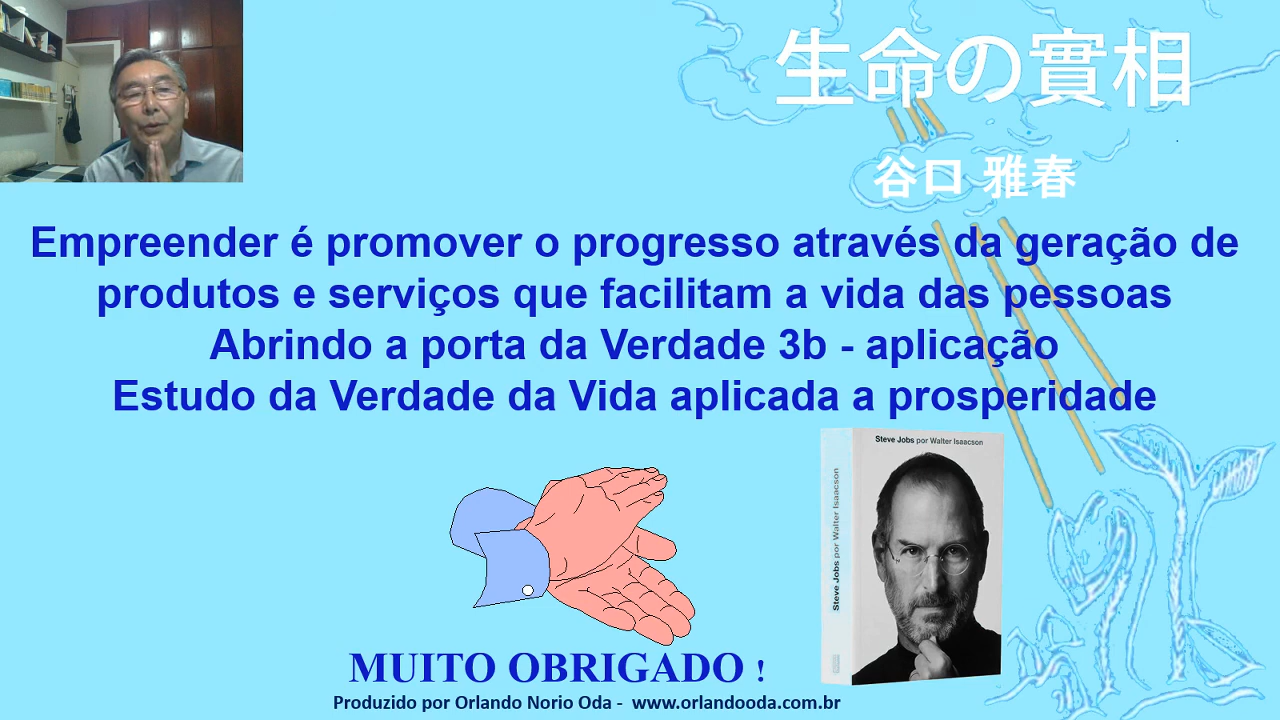 生命の實相
谷口 雅春
Empreender é promover o progresso através da geração de
produtos e serviços que facilitam a vida das pessoas
Abrindo a porta da Verdade 3b - aplicação
Estudo da Verdade da Vida aplicada a prosperidade
Steve Jobs por Walter Isaacson
Steve Jobs por Walter Isaacson
MUITO OBRIGADO !
Produzido por Orlando Norio Oda - www.orlandooda.com.br